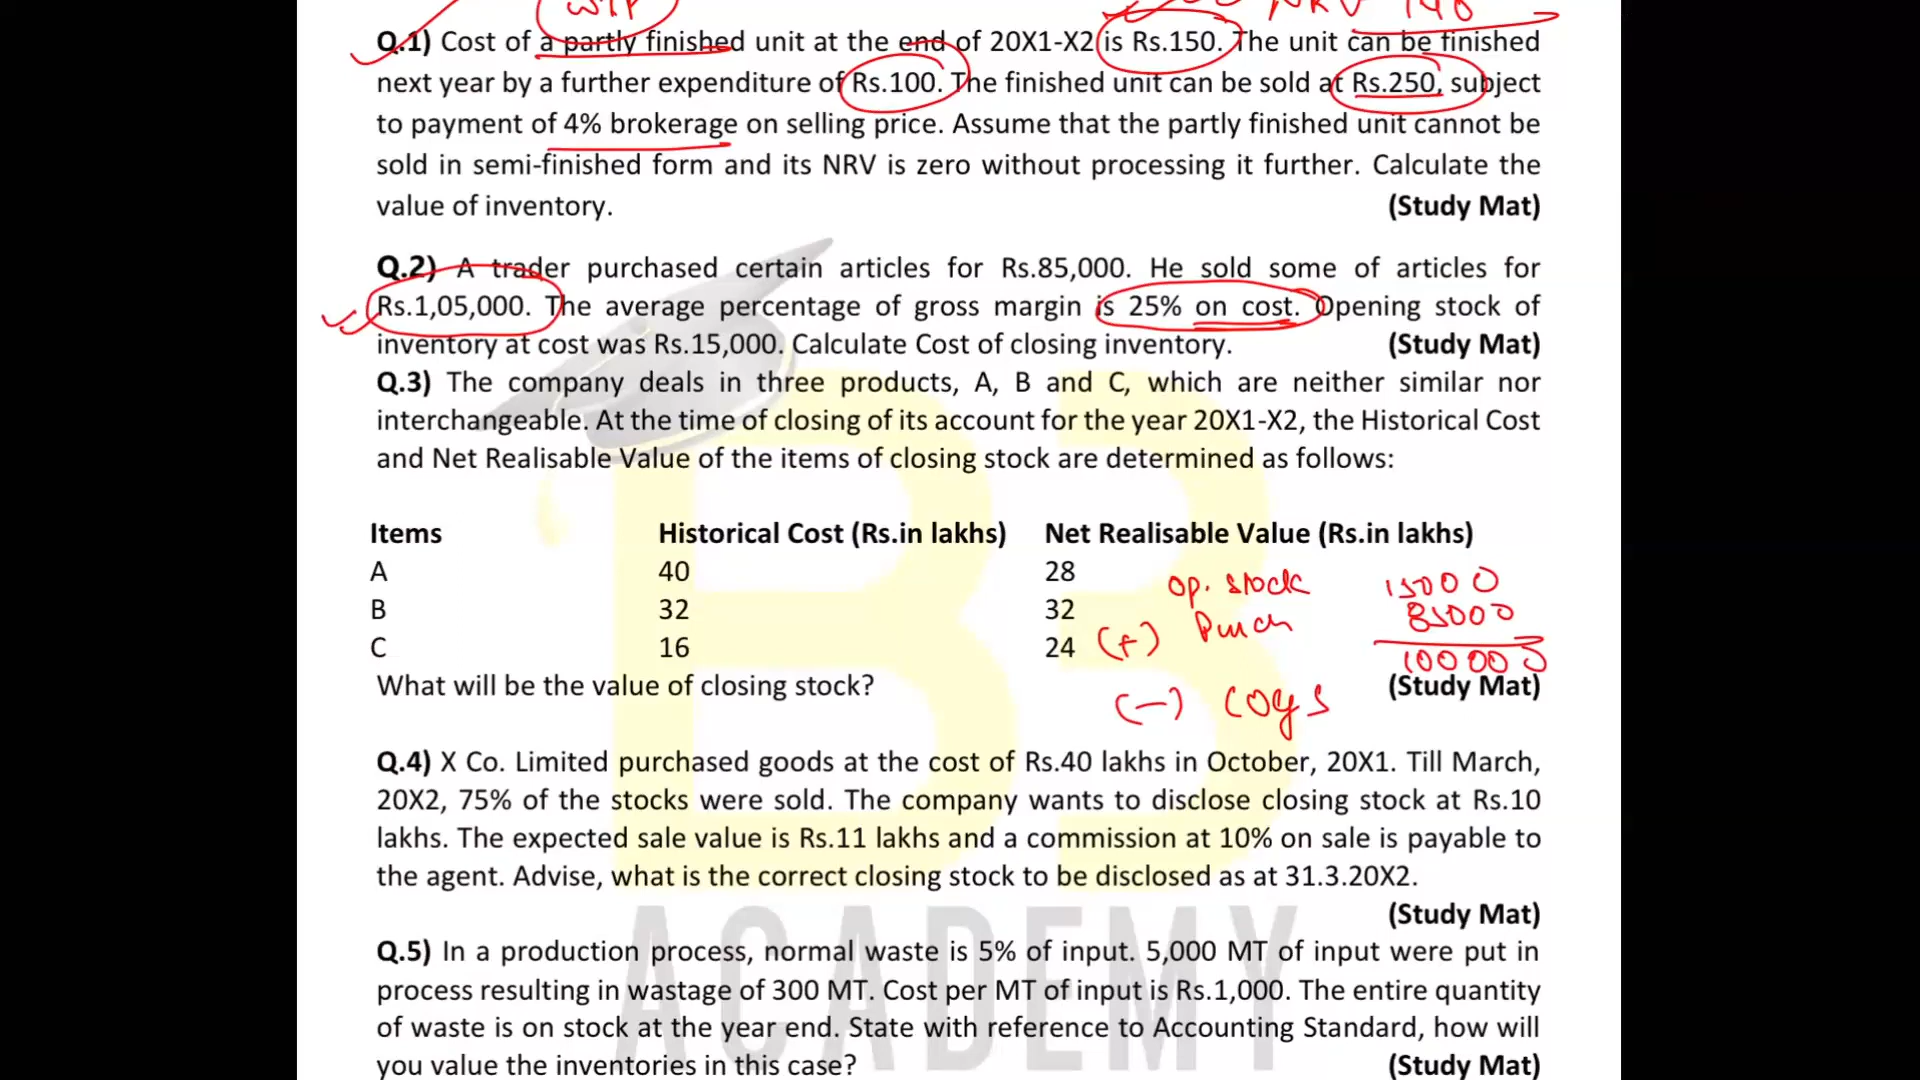 WIP NRV 140
Q.1) Cost of a partly finished unit at the end of 20X1-X2 is Rs.150. The unit can be finished
next year by a further expenditure of Rs.100. The finished unit can be sold at Rs.250, subject
to payment of 4% brokerage on selling price. Assume that the partly finished unit cannot be
sold in semi-finished form and its NRV is zero without processing it further. Calculate the
value of inventory. (Study Mat)
Q.2) A trader purchased certain articles for Rs.85,000. He sold some of articles for
Rs.1,05,000. The average percentage of gross margin is 25% on cost. Opening stock of
inventory at cost was Rs.15,000. Calculate Cost of closing inventory. (Study Mat)
Q.3) The company deals in three products, A, B and C, which are neither similar nor
interchangeable. At the time of closing of its account for the year 20X1-X2, the Historical Cost
and Net Realisable Value of the items of closing stock are determined as follows:
Items Historical Cost (Rs.in lakhs) Net Realisable Value (Rs.in lakhs)
A 40 28 op. stock 15000
B 32 32 Purch 85000
C 16 24 (+) 100000
What will be the value of closing stock? (Study Mat)
(-) cogs
Q.4) X Co. Limited purchased goods at the cost of Rs.40 lakhs in October, 20X1. Till March,
20X2, 75% of the stocks were sold. The company wants to disclose closing stock at Rs.10
lakhs. The expected sale value is Rs.11 lakhs and a commission at 10% on sale is payable to
the agent. Advise, what is the correct closing stock to be disclosed as at 31.3.20X2.
(Study Mat)
Q.5) In a production process, normal waste is 5% of input. 5,000 MT of input were put in
process resulting in wastage of 300 MT. Cost per MT of input is Rs.1,000. The entire quantity
of waste is on stock at the year end. State with reference to Accounting Standard, how will
you value the inventories in this case? (Study Mat)
B3
ACADEMY